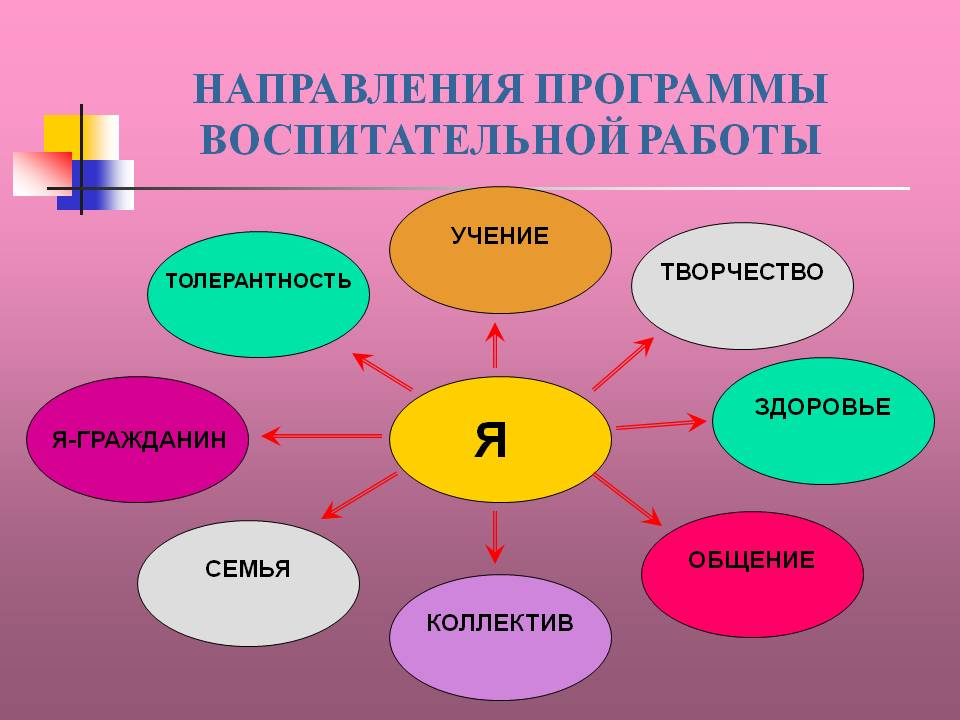 НАПРАВЛЕНИЯ ПРОГРАММЫ
ВОСПИТАТЕЛЬНОЙ РАБОТЫ
УЧЕНИЕ
ТВОРЧЕСТВО
ТОЛЕРАНТНОСТЬ
ЗДОРОВЬЕ
Я
Я-ГРАЖДАНИН
ОБЩЕНИЕ
СЕМЬЯ
КОЛЛЕКТИВ